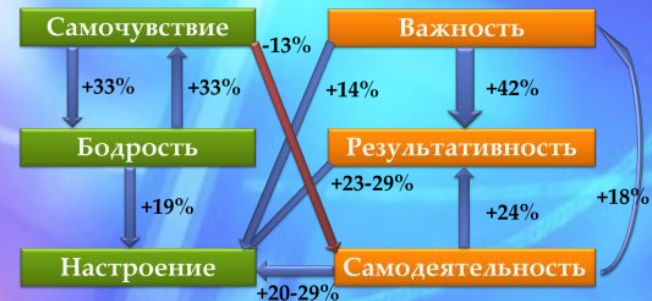 Самочувствие
Важность
-13%
+33%
+33%
+14%
+42%
Бодрость
Результативность
+23-29%
+18%
+19%
+24%
Настроение
Самодеятельность
+20-29%